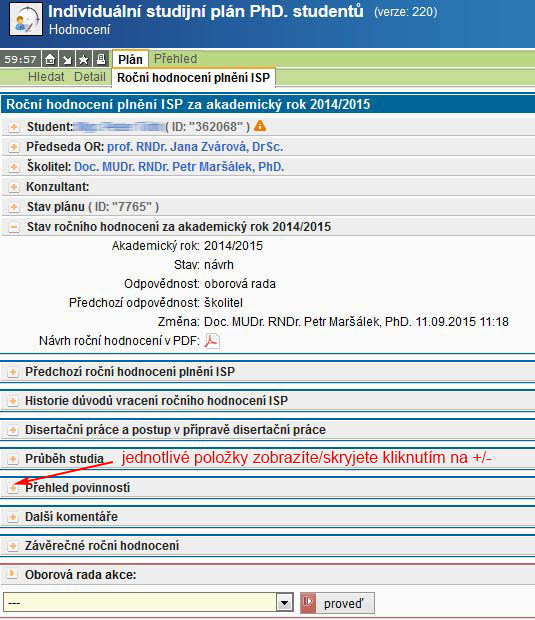 Individuální studijní plán PhD. studentů (verze: 220)
Hodnocení
59:57 Plán Přehled
Hledat Detail Roční hodnocení plnění ISP
Roční hodnocení plnění ISP za akademický rok 2014/2015
Student: ( ID: "362068" )
Předseda OR: prof. RNDr. Jana Zvárová, DrSc.
Školitel: Doc. MUDr. RNDr. Petr Maršálek, PhD.
Konzultant:
Stav plánu ( ID: "7765" )
Stav ročního hodnocení za akademický rok 2014/2015
Akademický rok: 2014/2015
Stav: návrh
Odpovědnost: oborová rada
Předchozí odpovědnost: školitel
Změna: Doc. MUDr. RNDr. Petr Maršálek, PhD. 11.09.2015 11:18
Návrh roční hodnocení v PDF:
Předchozí roční hodnocení plnění ISP
Historie důvodů vracení ročního hodnocení ISP
Disertační práce a postup v přípravě disertační práce
Průběh studia jednotlivé položky zobrazíte/skryjete kliknutím na +/-
Přehled povinností
Další komentáře
Závěrečné roční hodnocení
Oborová rada akce:
--- proveď